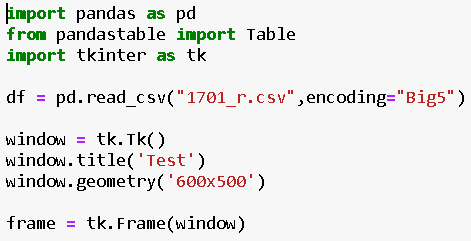 import pandas as pd
from pandastable import Table
import tkinter as tk
df = pd.read_csv("1701_r.csv",encoding="Big5")
window = tk.Tk()
window.title('Test')
window.geometry('600x500')
frame = tk.Frame(window)